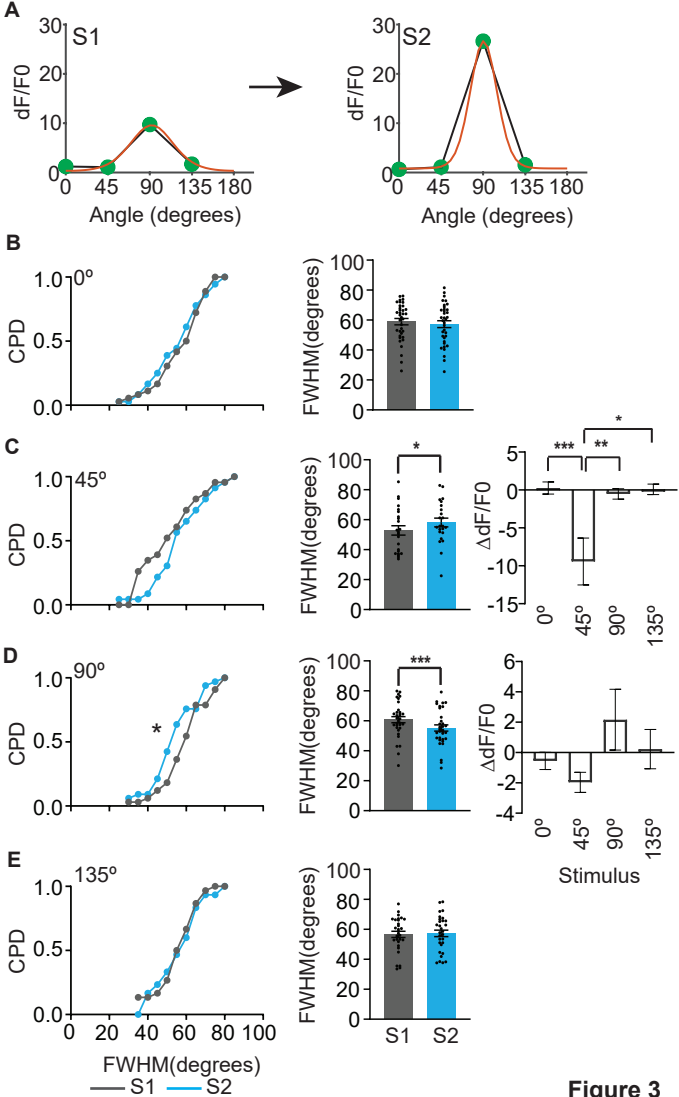 A
S1
S2
30
20
10
0
dF/F0
0 45 90 135 180
Angle (degrees)
30
20
10
0
dF/F0
0 45 90 135 180
Angle (degrees)
B
0º
1.0
0.5
0.0
CPD
100
80
60
40
20
0
FWHM(degrees)
C
45º
1.0
0.5
0.0
CPD
100
80
60
40
20
0
FWHM(degrees)
*
*
*** **
5
0
-5
-10
-15
ΔdF/F0
0º 45º 90º 135º
D
90º
1.0
0.5
0.0
CPD
*
100
80
60
40
20
0
FWHM(degrees)
***
6
4
2
0
-2
-4
ΔdF/F0
0º 45º 90º 135º
Stimulus
E
135º
1.0
0.5
0.0
CPD
0 20 40 60 80 100
FWHM(degrees)
S1 S2
100
80
60
40
20
0
FWHM(degrees)
S1 S2
Figure 3